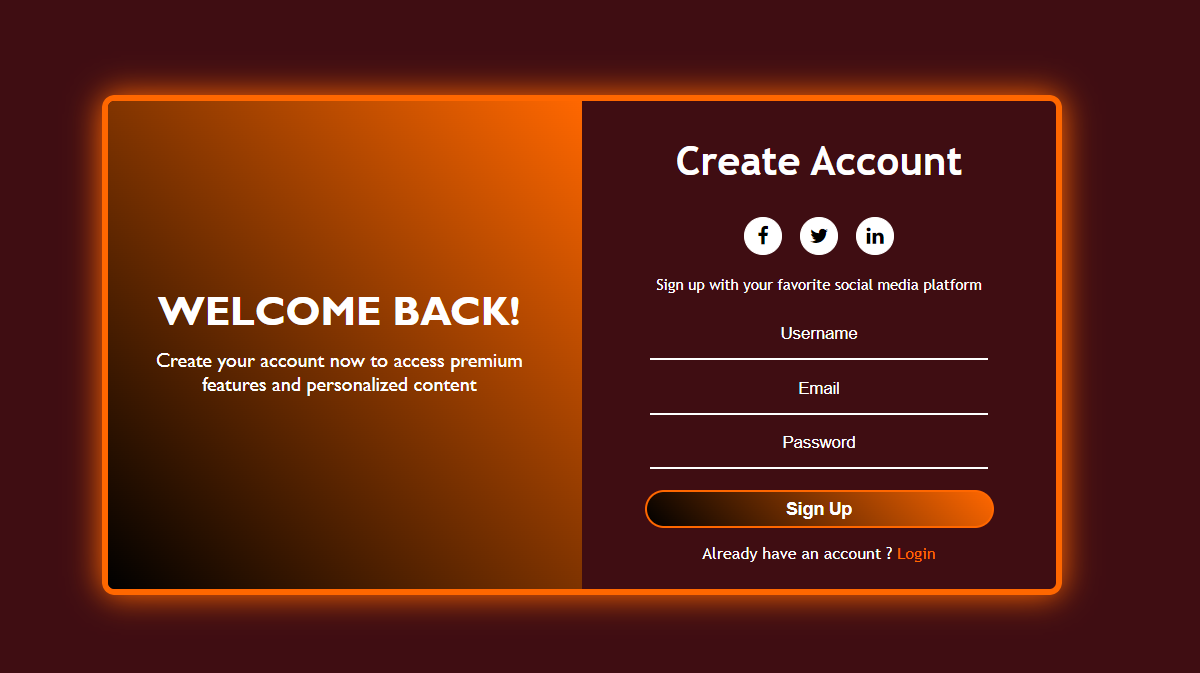 WELCOME BACK!
Create your account now to access premium
features and personalized content
Create Account
Sign up with your favorite social media platform
Username
Email
Password
Sign Up
Already have an account ? Login